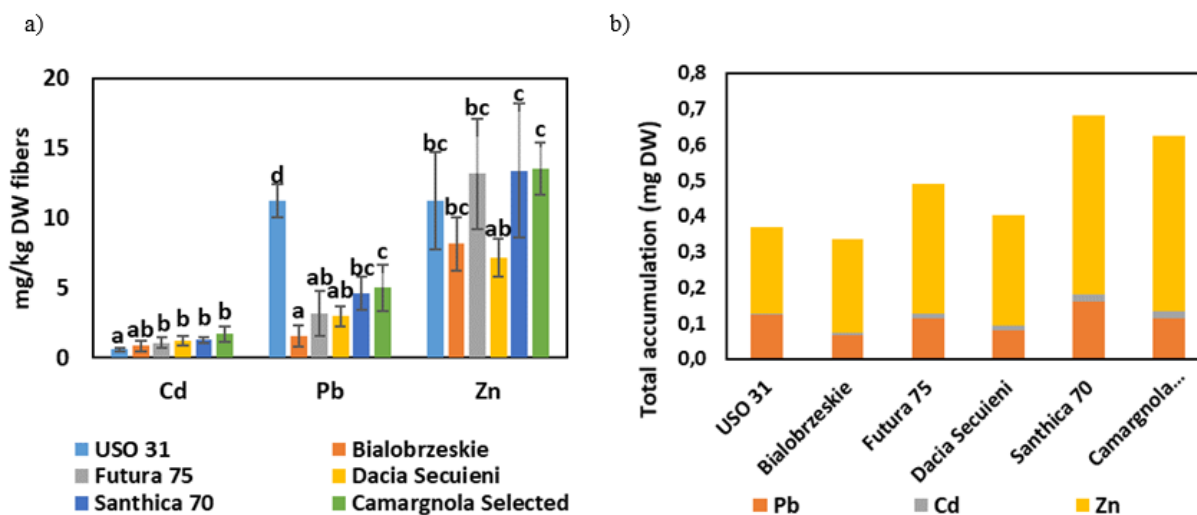 a)
20
15
10
5
0
mg/kg DW fibers
a ab b b b b
d a ab ab bc c
bc bc bc ab c c
Cd Pb Zn
USO 31 Bialobrzeskie
Futura 75 Dacia Secuieni
Santhica 70 Camargnola Selected
b)
0,8
0,7
0,6
0,5
0,4
0,3
0,2
0,1
0,0
Total accumulation (mg DW)
USO 31
Bialobrzeskie
Futura 75
Dacia Secuieni
Santhica 70
Camargnola...
Pb Cd Zn